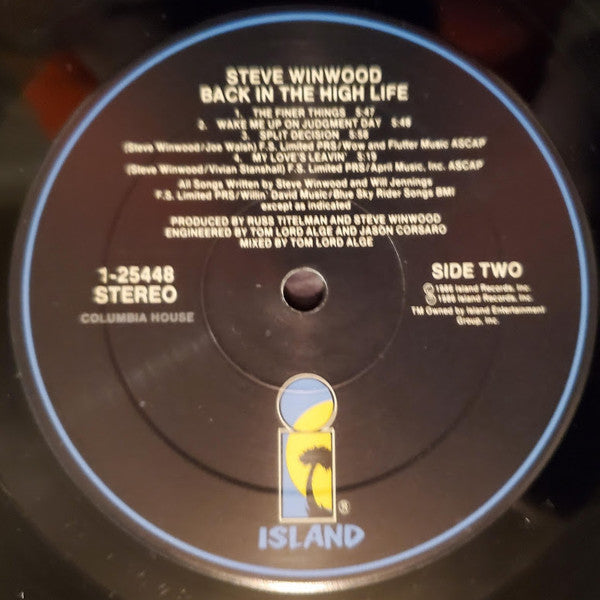 STEVE WINWOOD
BACK IN THE HIGH LIFE
1. THE FINER THINGS 5:47
2. WAKE ME UP ON JUDGMENT DAY 5:48
3. SPLIT DECISION 5:58
(Steve Winwood/Joe Walsh) F.S. Limited PRS/Wow and Flutter Music ASCAP
4. MY LOVE'S LEAVIN' 5:19
(Steve Winwood/Vivian Stanshall) F.S. Limited PRS/April Music, Inc. ASCAP
All Songs Written by Steve Winwood and Will Jennings
F.S. Limited PRS/Willin' David Music/Blue Sky Rider Songs BMI
except as indicated
PRODUCED BY RUSS TITELMAN AND STEVE WINWOOD
ENGINEERED BY TOM LORD ALGE AND JASON CORSARO
MIXED BY TOM LORD ALGE
1-25448
STEREO
COLUMBIA HOUSE
SIDE TWO
Ⓒ 1986 Island Records, Inc.
Ⓟ 1986 Island Records, Inc.
TM Owned by Island Entertainment
Group, Inc.
®
ISLAND